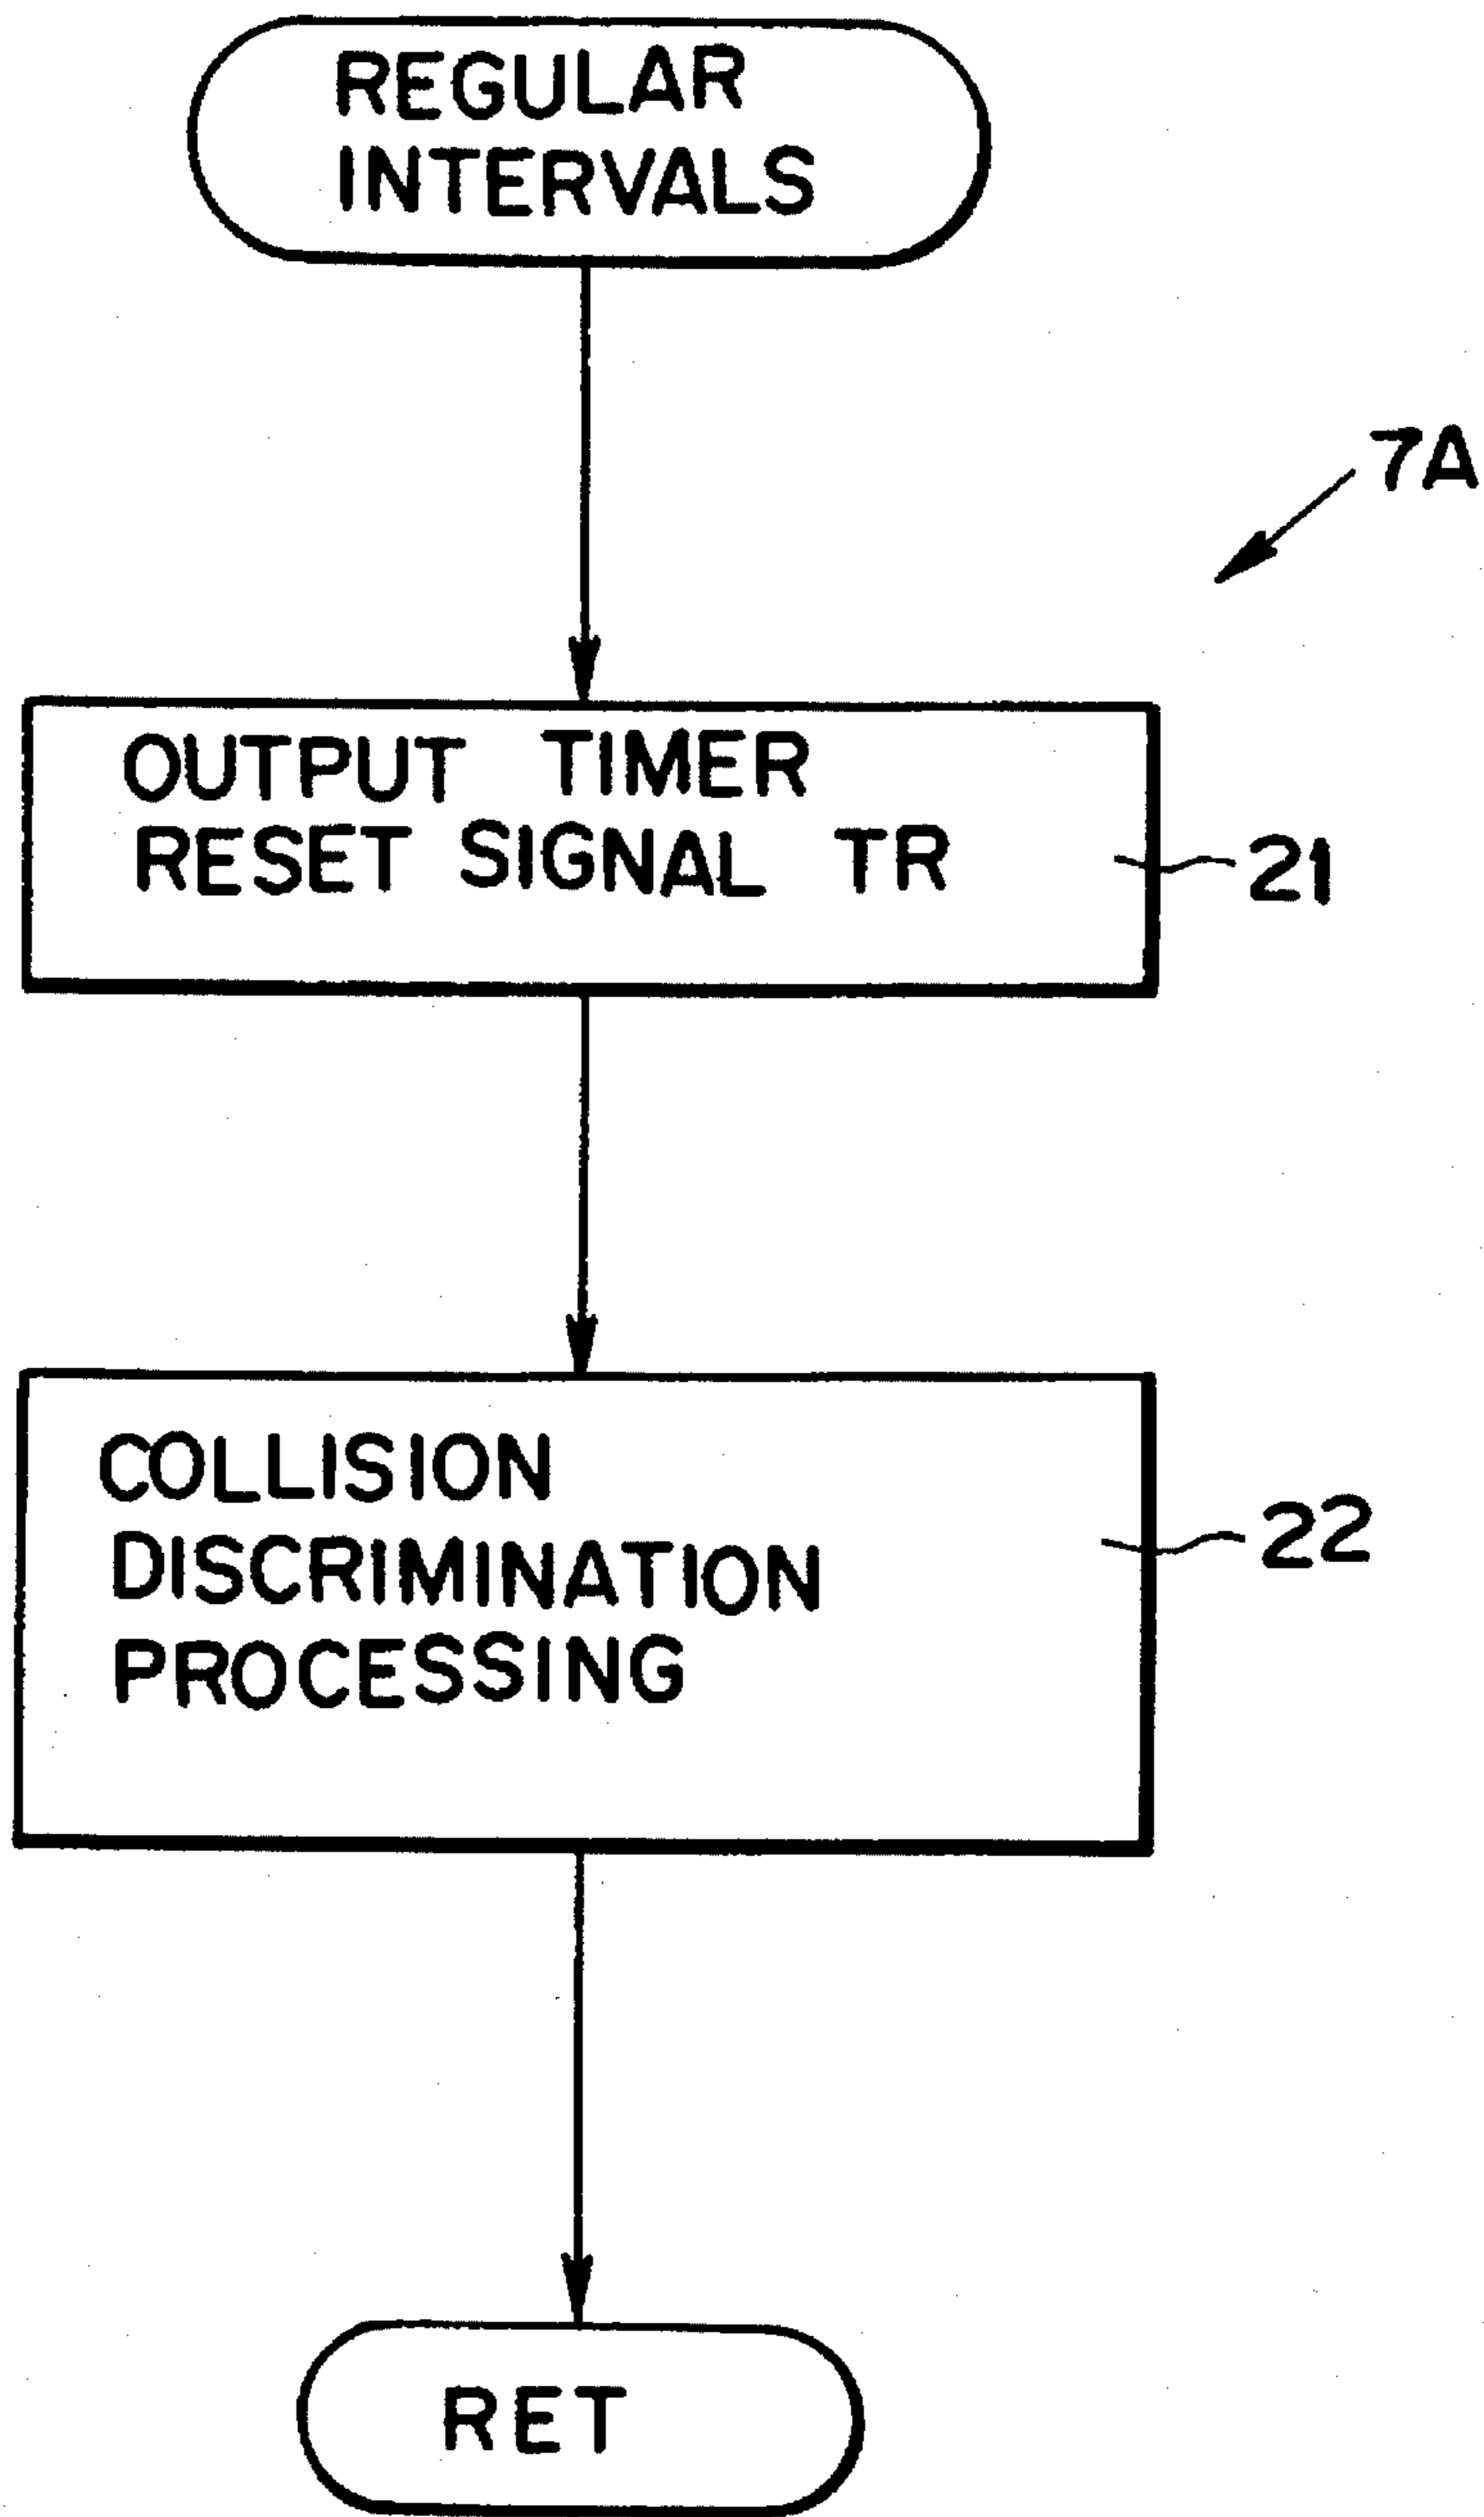 REGULAR
INTERVALS
7A
OUTPUT TIMER
RESET SIGNAL TR
21
COLLISION
DISCRIMINATION
PROCESSING
22
RET